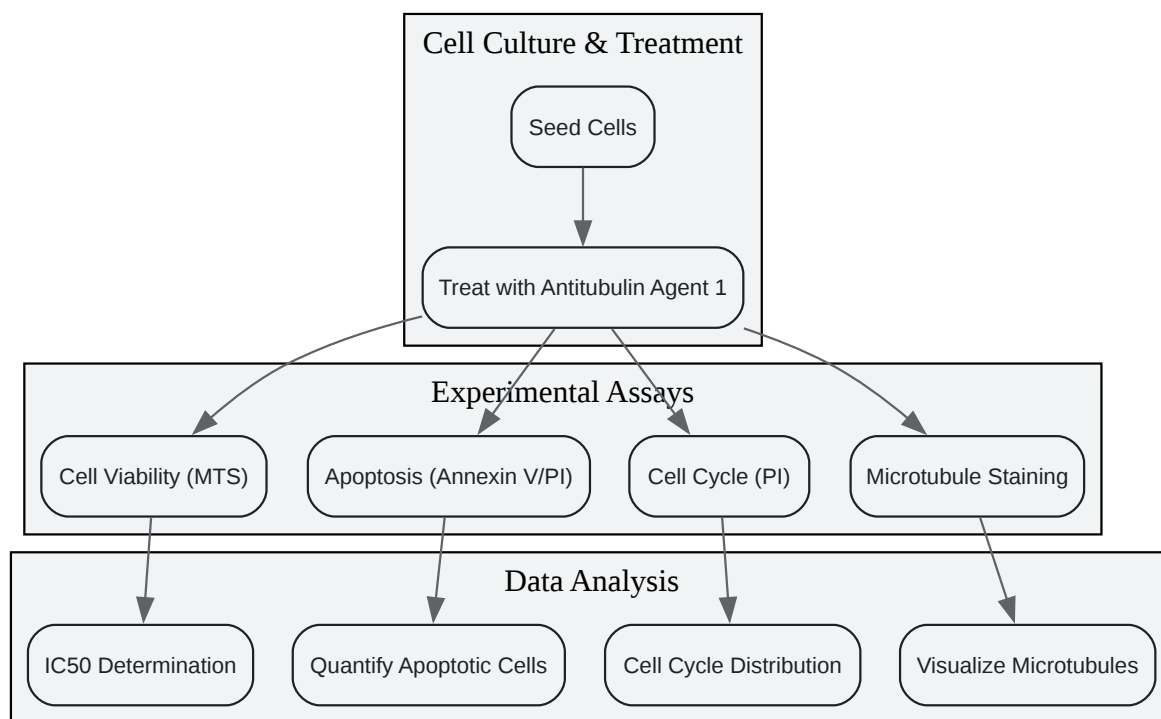 Cell Culture & Treatment
Seed Cells
Treat with Antitubulin Agent 1
Experimental Assays
Cell Viability (MTS)
Apoptosis (Annexin V/PI)
Cell Cycle (PI)
Microtubule Staining
Data Analysis
IC50 Determination
Quantify Apoptotic Cells
Cell Cycle Distribution
Visualize Microtubules